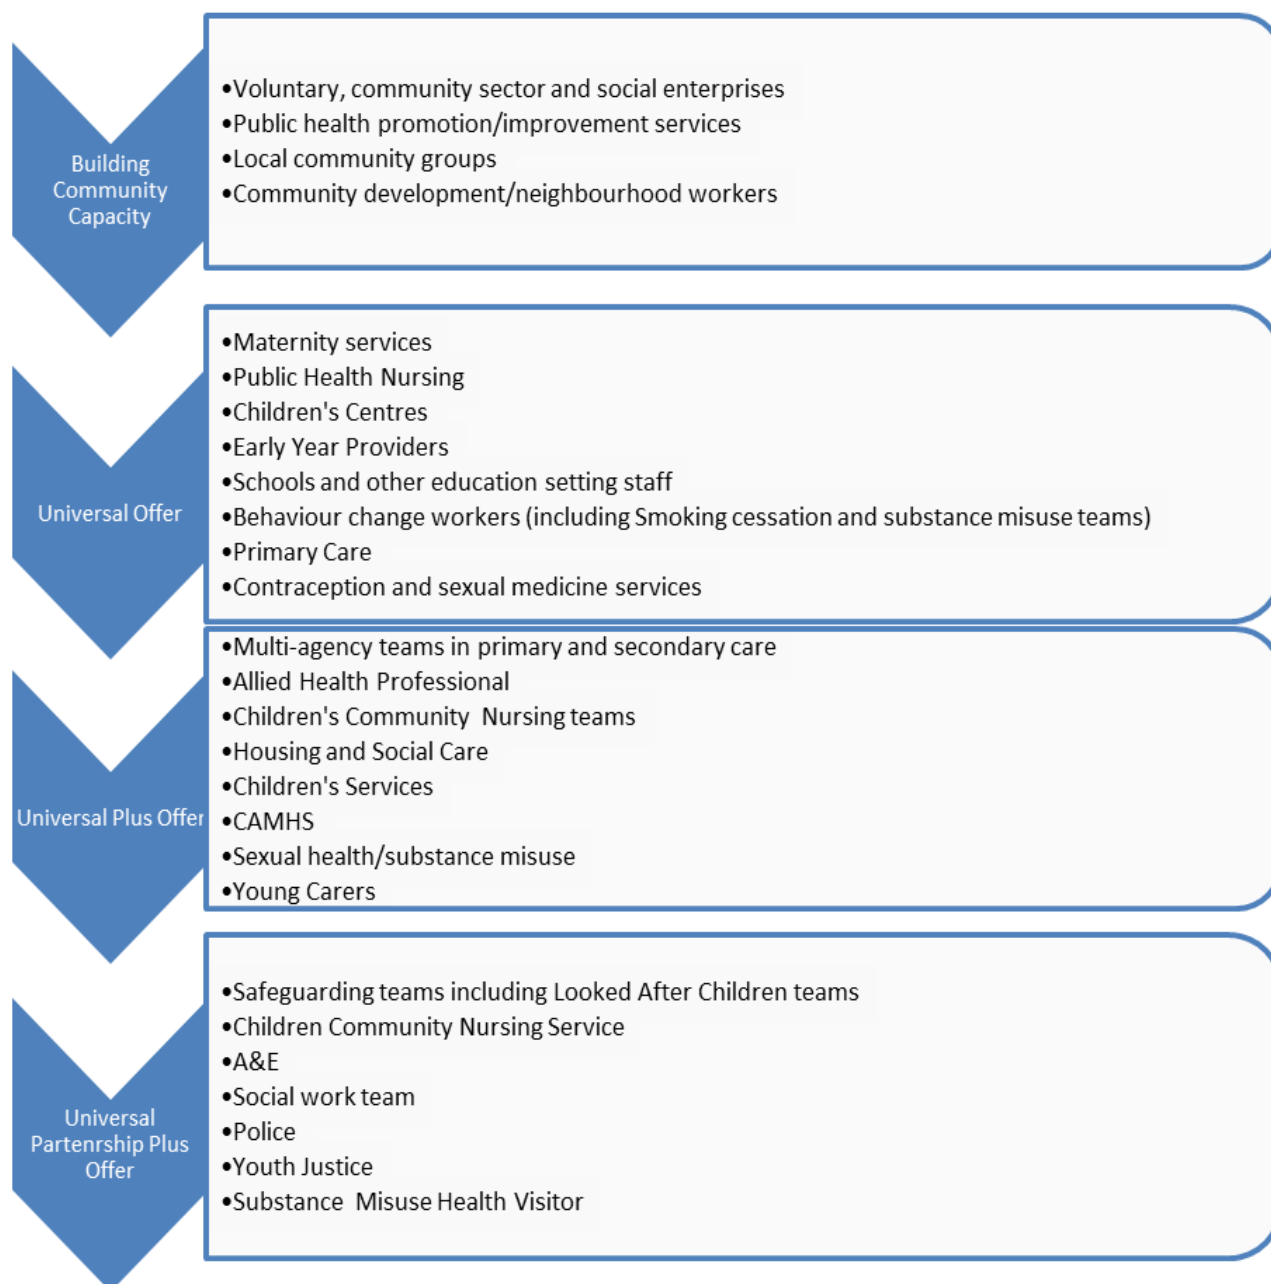 Building
Community
Capacity
•Voluntary, community sector and social enterprises
•Public health promotion/improvement services
•Local community groups
•Community development/neighbourhood workers
Universal Offer
•Maternity services
•Public Health Nursing
•Children's Centres
•Early Year Providers
•Schools and other education setting staff
•Behaviour change workers (including Smoking cessation and substance misuse teams)
•Primary Care
•Contraception and sexual medicine services
Universal Plus Offer
•Multi-agency teams in primary and secondary care
•Allied Health Professional
•Children's Community  Nursing teams
•Housing and Social Care
•Children's Services
•CAMHS
•Sexual health/substance misuse
•Young Carers
Universal
Partenrship Plus
Offer
•Safeguarding teams including Looked After Children teams
•Children Community Nursing Service
•A&E
•Social work team
•Police
•Youth Justice
•Substance  Misuse Health Visitor